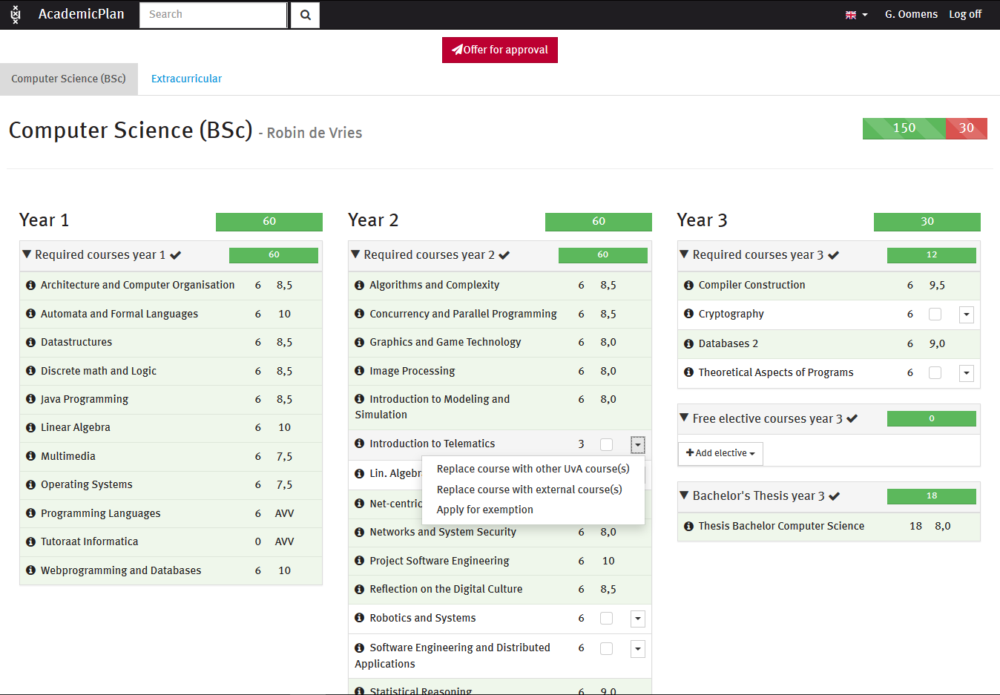 AcademicPlan Search G. Oomens Log off
Offer for approval
Computer Science (BSc) Extracurricular
Computer Science (BSc) - Robin de Vries 150 30
Year 1 60
Required courses year 1 60
Architecture and Computer Organisation 6 8,5
Automata and Formal Languages 6 10
Datastructures 6 8,5
Discrete math and Logic 6 8,5
Java Programming 6 8,5
Linear Algebra 6 10
Multimedia 6 7,5
Operating Systems 6 7,5
Programming Languages 6 AVV
Tutoraat Informatica 0 AVV
Webprogramming and Databases 6 10
Year 2 60
Required courses year 2 60
Algorithms and Complexity 6 8,5
Concurrency and Parallel Programming 6 8,5
Graphics and Game Technology 6 8,0
Image Processing 6 8,0
Introduction to Modeling and 6 8,0
Simulation
Introduction to Telematics 3
Lin. Algebra
Replace course with other UvA course(s)
Replace course with external course(s)
Apply for exemption
Net-centric
Networks and System Security 6 8,0
Project Software Engineering 6 10
Reflection on the Digital Culture 6 8,5
Robotics and Systems 6
Software Engineering and Distributed 6
Applications
Statistical Reasoning 6 9,0
Year 3 30
Required courses year 3 12
Compiler Construction 6 9,5
Cryptography 6
Databases 2 6 9,0
Theoretical Aspects of Programs 6
Free elective courses year 3 0
Add elective
Bachelor's Thesis year 3 18
Thesis Bachelor Computer Science 18 8,0